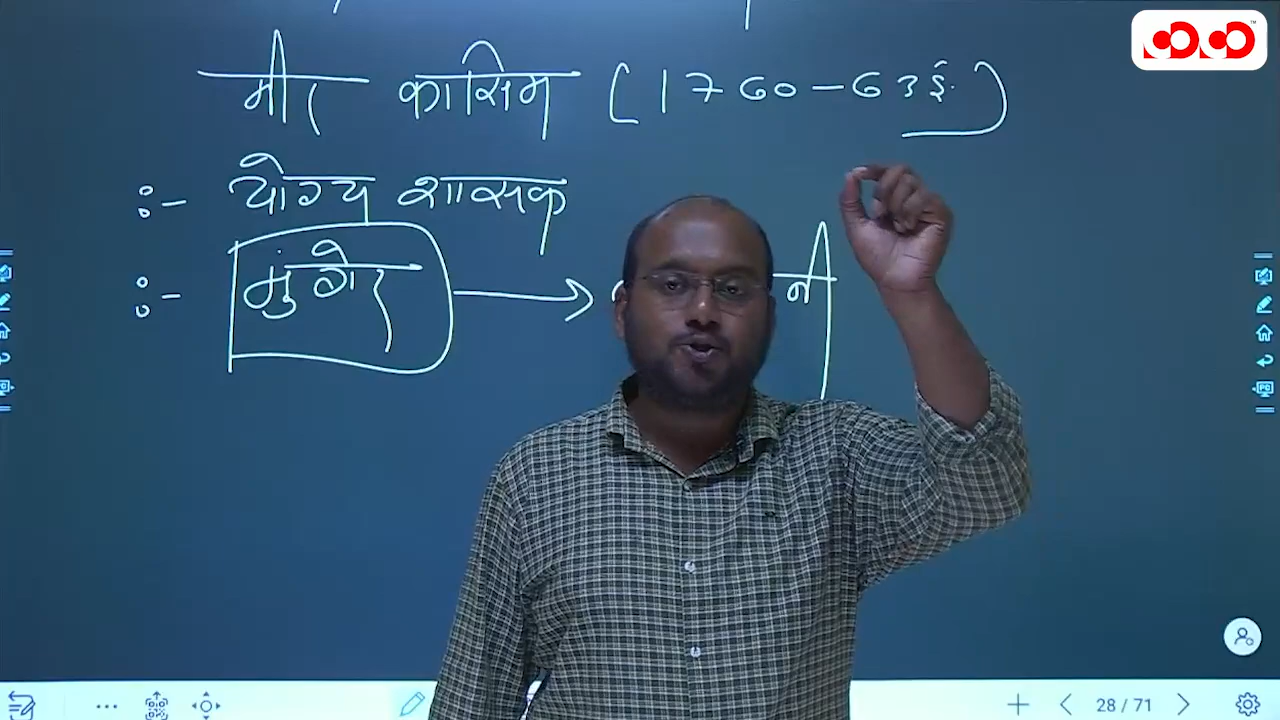 मीर कासिम (1760-63ई.)
:- योग्य शासक
:- मुंगेर →
28 / 71